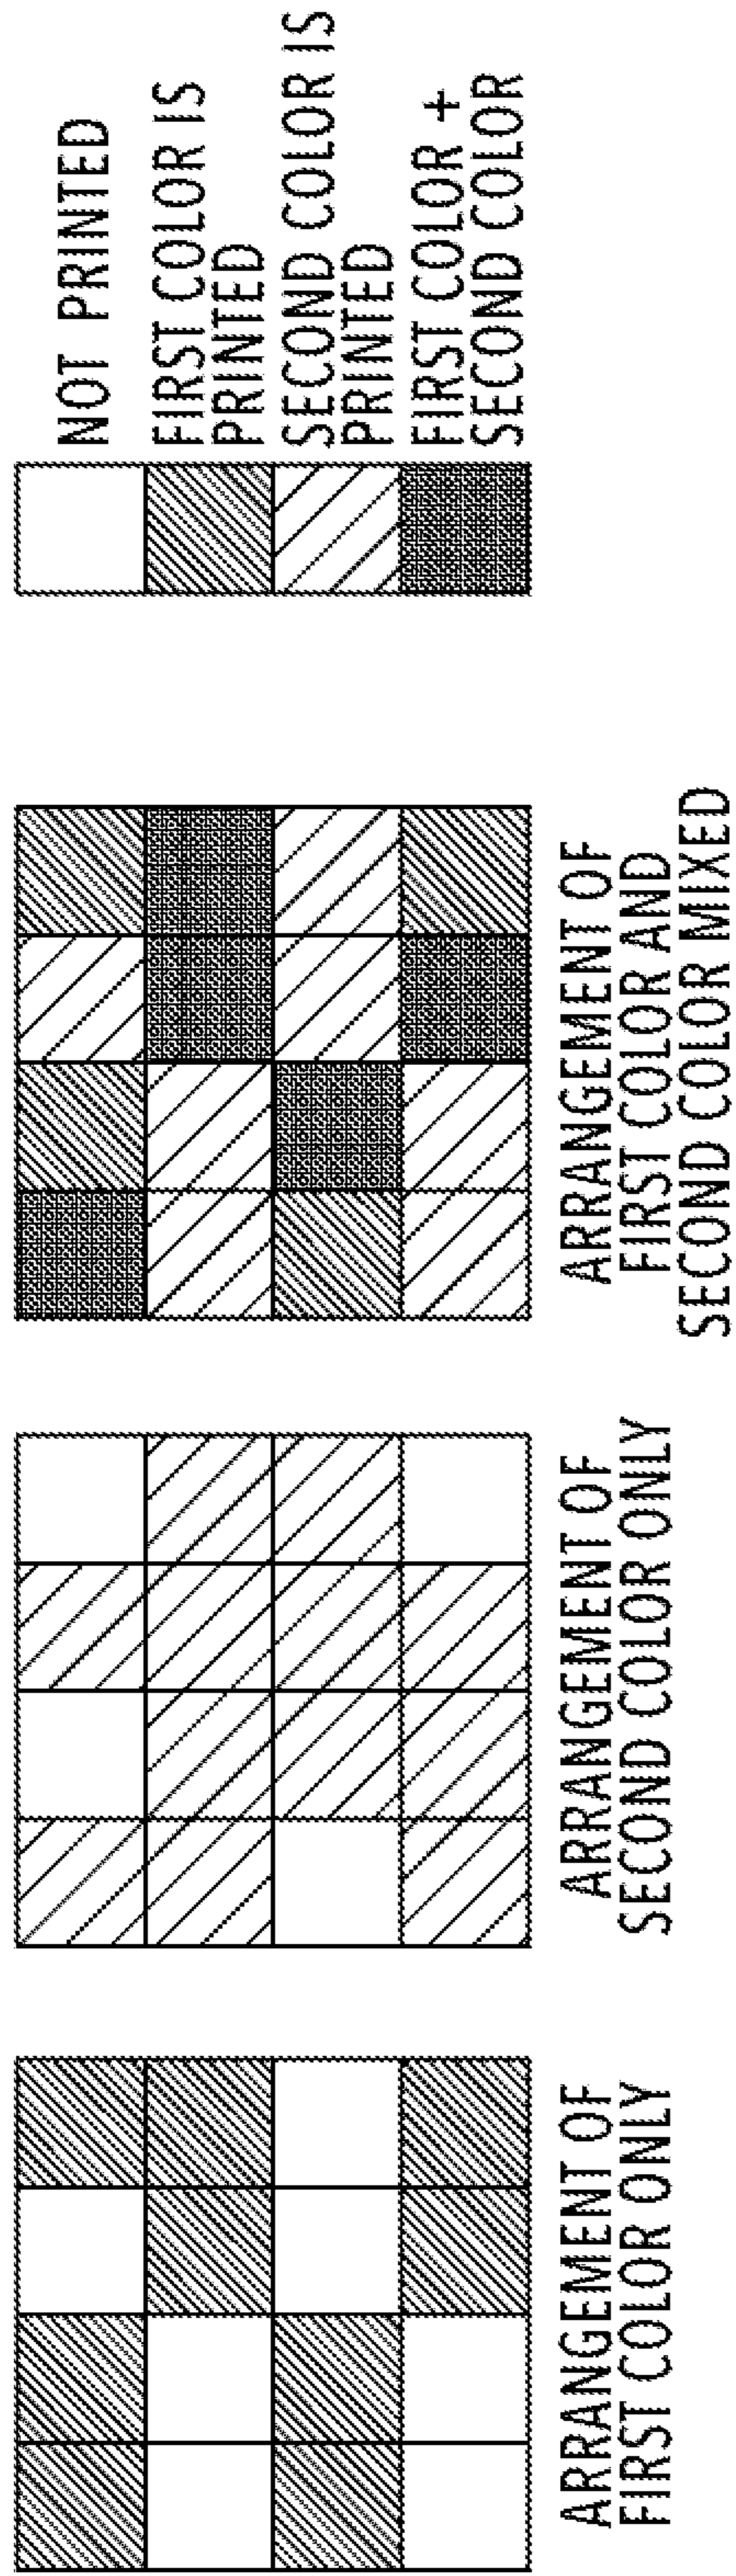 ARRANGEMENT OF
FIRST COLOR ONLY
ARRANGEMENT OF
SECOND COLOR ONLY
ARRANGEMENT OF
FIRST COLOR AND
SECOND COLOR MIXED
NOT PRINTED
FIRST COLOR IS
PRINTED
SECOND COLOR IS
PRINTED
FIRST COLOR +
SECOND COLOR